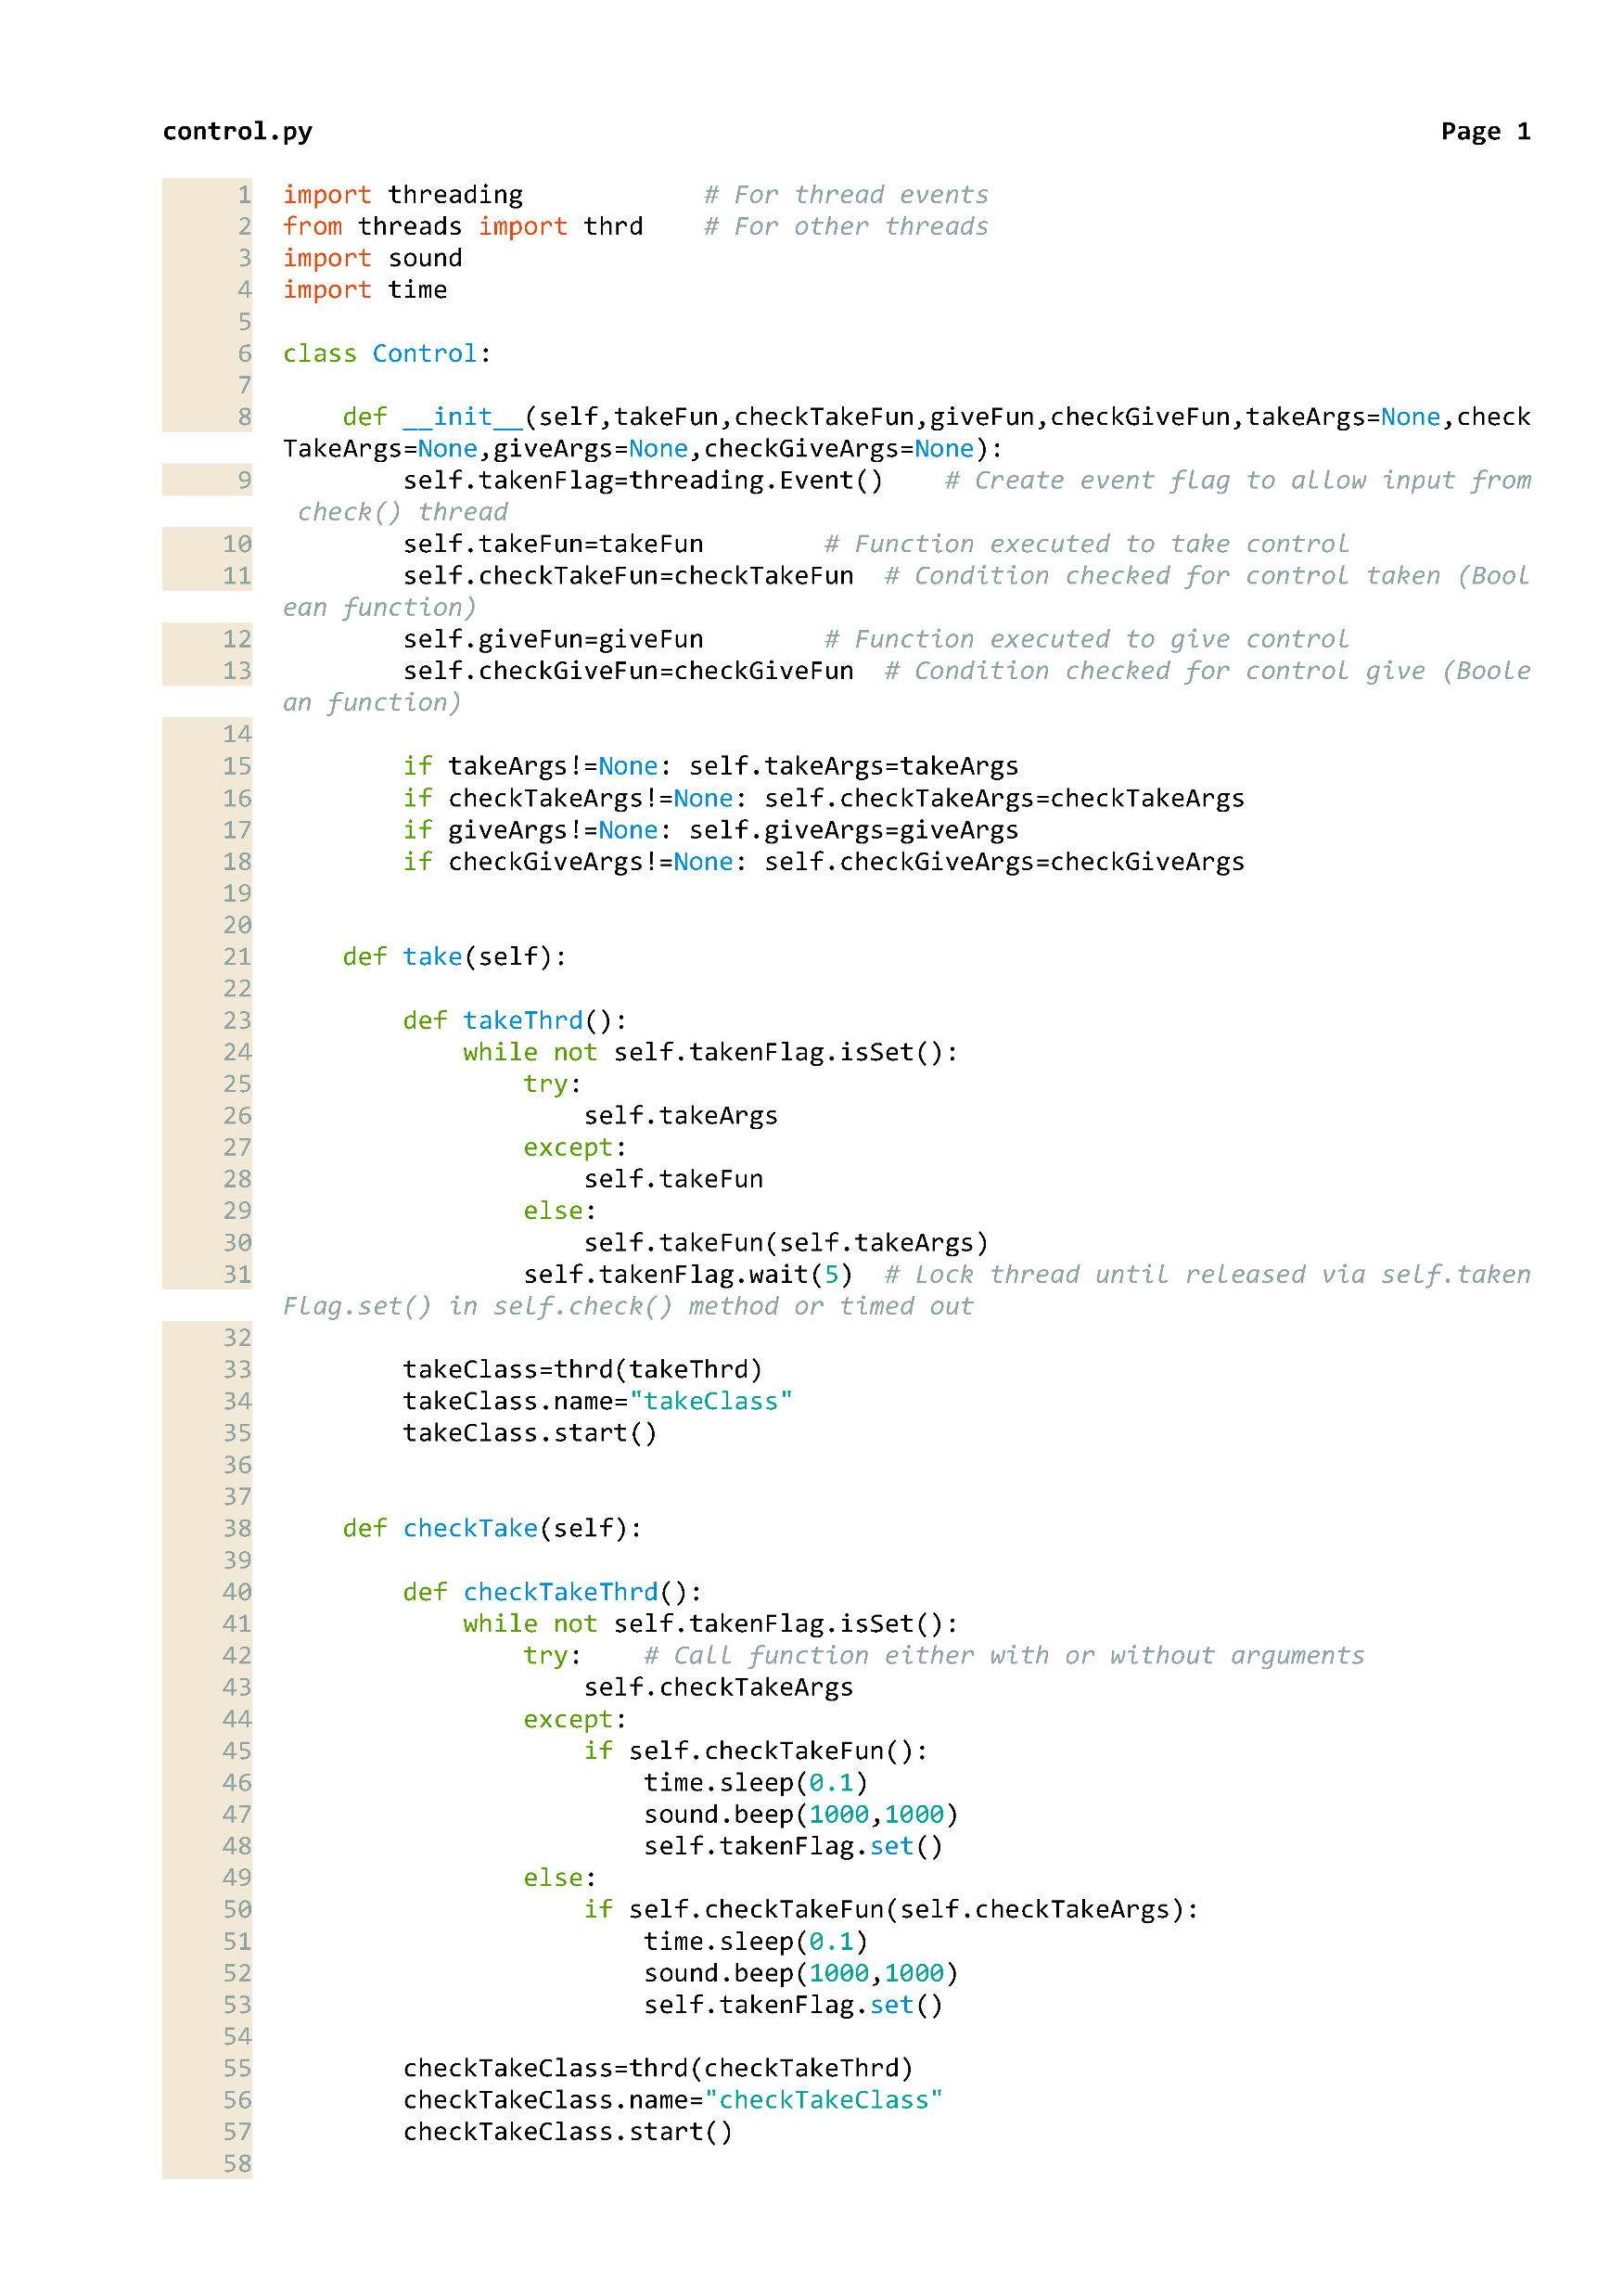 control.py Page 1
1 import threading            # For thread events
2 from threads import thrd    # For other threads
3 import sound
4 import time
5
6 class Control:
7
8     def __init__(self,takeFun,checkTakeFun,giveFun,checkGiveFun,takeArgs=None,check
TakeArgs=None,giveArgs=None,checkGiveArgs=None):
9         self.takenFlag=threading.Event()    # Create event flag to allow input from
 check() thread
10         self.takeFun=takeFun        # Function executed to take control
11         self.checkTakeFun=checkTakeFun  # Condition checked for control taken (Bool
ean function)
12         self.giveFun=giveFun        # Function executed to give control
13         self.checkGiveFun=checkGiveFun  # Condition checked for control give (Boole
an function)
14
15         if takeArgs!=None: self.takeArgs=takeArgs
16         if checkTakeArgs!=None: self.checkTakeArgs=checkTakeArgs
17         if giveArgs!=None: self.giveArgs=giveArgs
18         if checkGiveArgs!=None: self.checkGiveArgs=checkGiveArgs
19
20
21     def take(self):
22
23         def takeThrd():
24             while not self.takenFlag.isSet():
25                 try:
26                     self.takeArgs
27                 except:
28                     self.takeFun
29                 else:
30                     self.takeFun(self.takeArgs)
31                 self.takenFlag.wait(5)  # Lock thread until released via self.taken
Flag.set() in self.check() method or timed out
32
33         takeClass=thrd(takeThrd)
34         takeClass.name="takeClass"
35         takeClass.start()
36
37
38     def checkTake(self):
39
40         def checkTakeThrd():
41             while not self.takenFlag.isSet():
42                 try:    # Call function either with or without arguments
43                     self.checkTakeArgs
44                 except:
45                     if self.checkTakeFun():
46                         time.sleep(0.1)
47                         sound.beep(1000,1000)
48                         self.takenFlag.set()
49                 else:
50                     if self.checkTakeFun(self.checkTakeArgs):
51                         time.sleep(0.1)
52                         sound.beep(1000,1000)
53                         self.takenFlag.set()
54
55         checkTakeClass=thrd(checkTakeThrd)
56         checkTakeClass.name="checkTakeClass"
57         checkTakeClass.start()
58